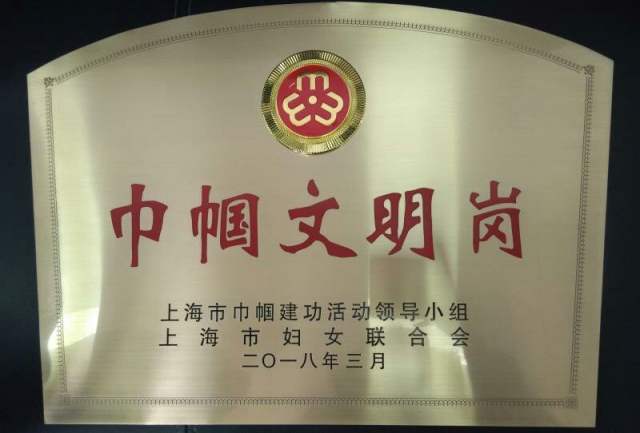 巾帼文明岗
上海市巾帼建功活动领导小组
上海市妇女联合会
二〇一八年三月